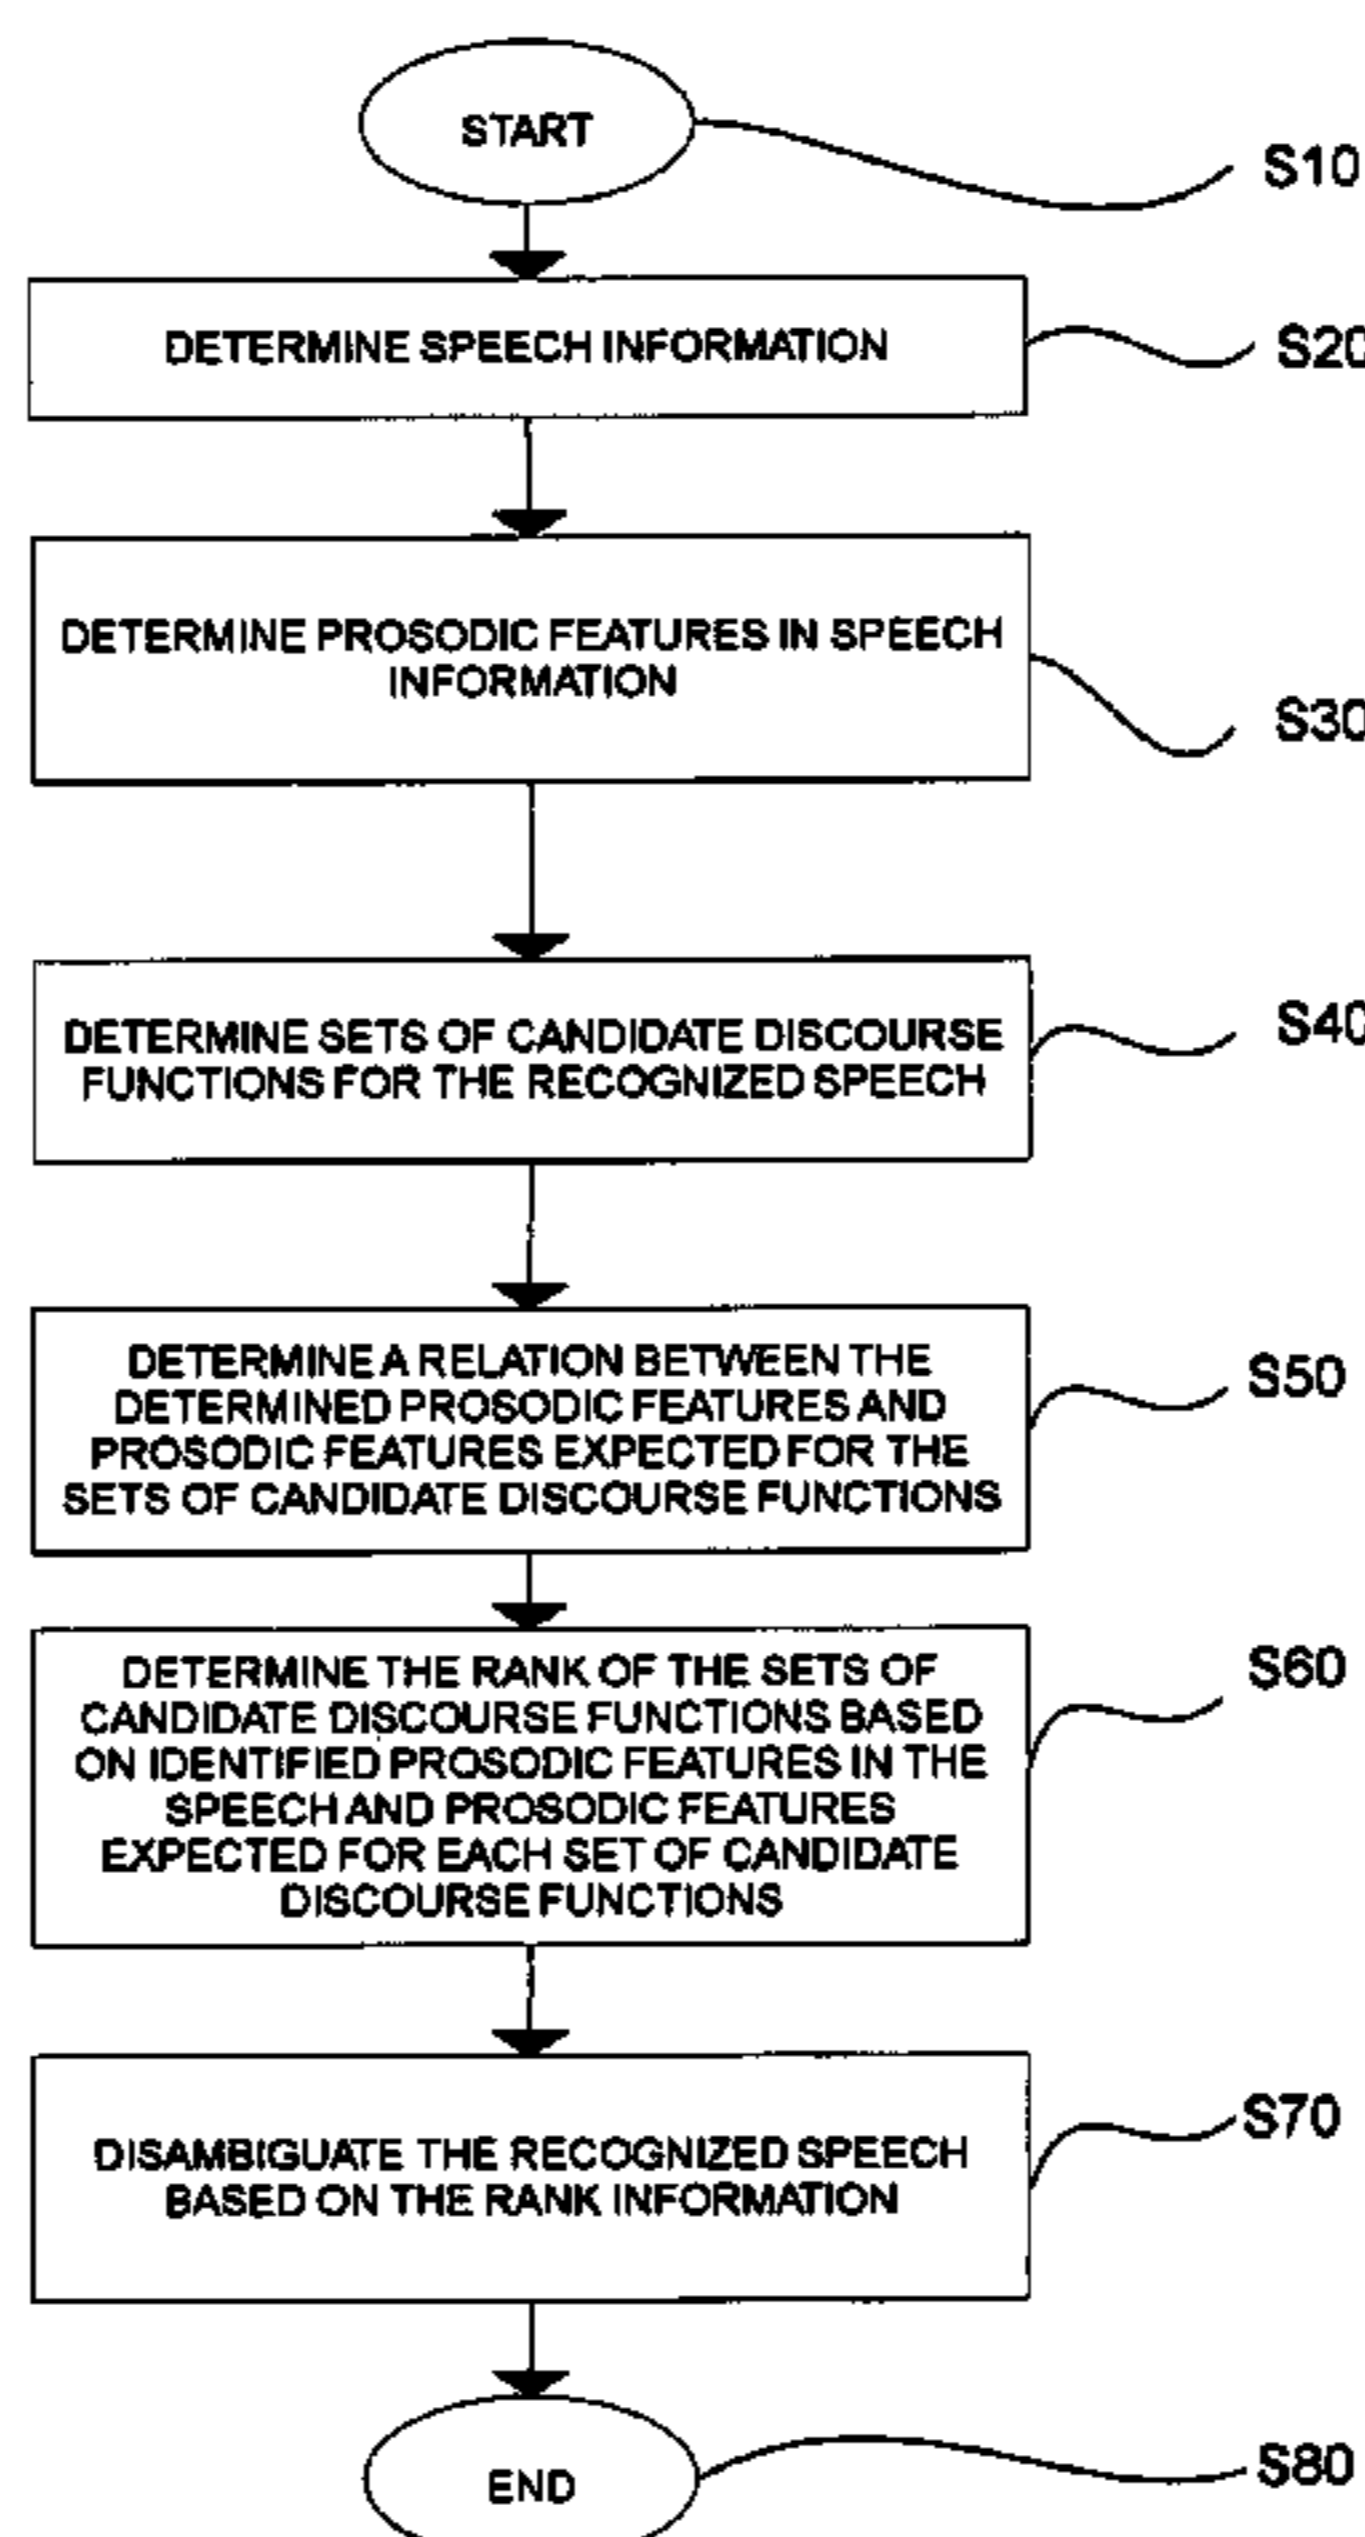 START
S10
DETERMINE SPEECH INFORMATION
S20
DETERMINE PROSODIC FEATURES IN SPEECH
INFORMATION
S30
DETERMINE SETS OF CANDIDATE DISCOURSE
FUNCTIONS FOR THE RECOGNIZED SPEECH
S40
DETERMINE A RELATION BETWEEN THE
DETERMINED PROSODIC FEATURES AND
PROSODIC FEATURES EXPECTED FOR THE
SETS OF CANDIDATE DISCOURSE FUNCTIONS
S50
DETERMINE THE RANK OF THE SETS OF
CANDIDATE DISCOURSE FUNCTIONS BASED
ON IDENTIFIED PROSODIC FEATURES IN THE
SPEECH AND PROSODIC FEATURES
EXPECTED FOR EACH SET OF CANDIDATE
DISCOURSE FUNCTIONS
S60
DISAMBIGUATE THE RECOGNIZED SPEECH
BASED ON THE RANK INFORMATION
S70
END
S80